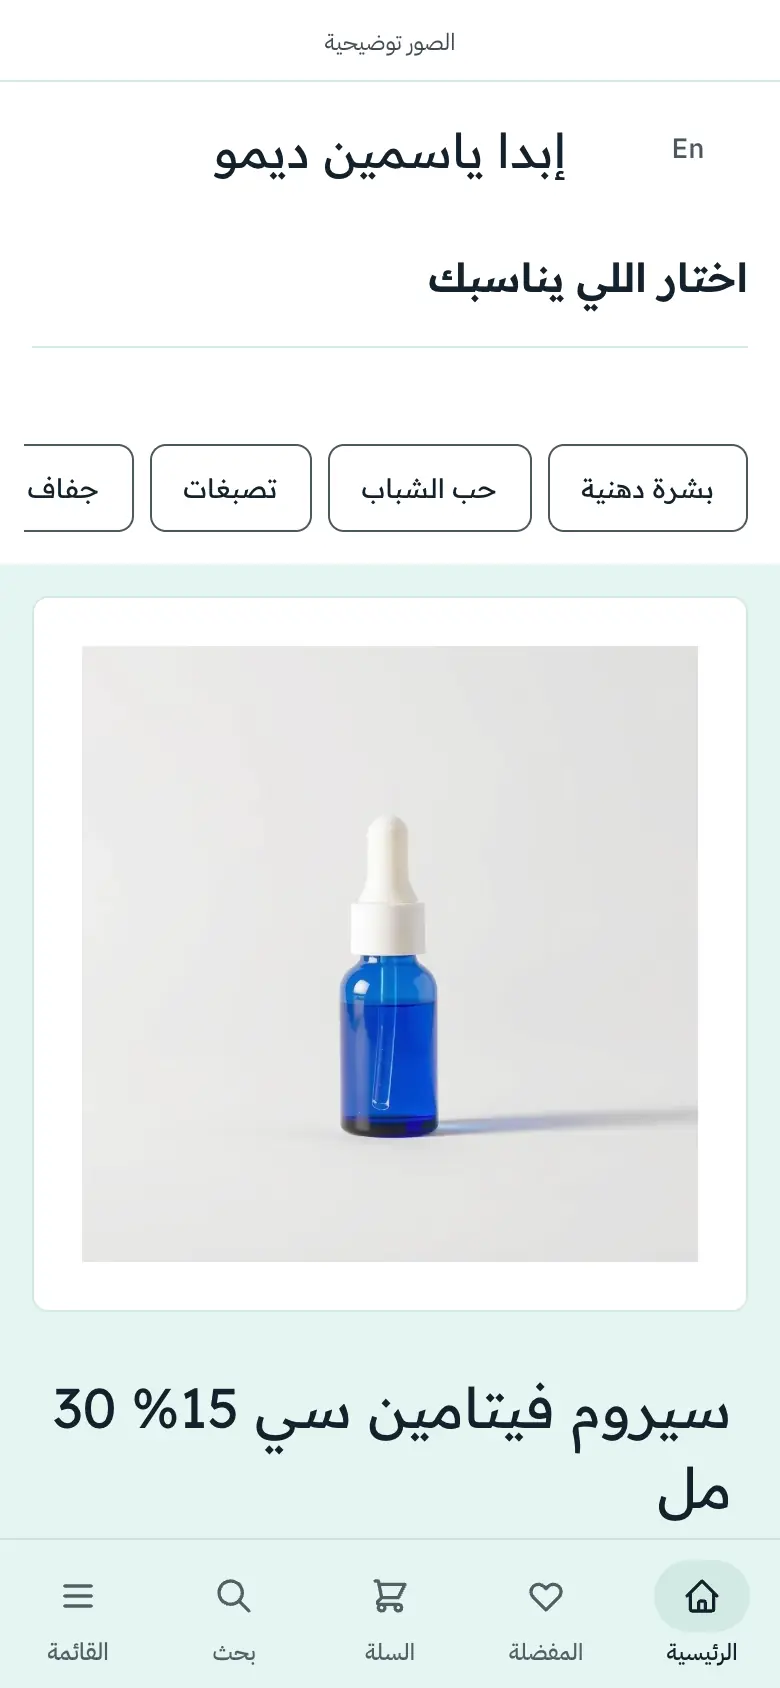 الصور توضيحية
En
إبدا ياسمين ديمو
اختار اللي يناسبك
بشرة دهنية
حب الشباب
تصبغات
جفاف
سيروم فيتامين سي 15% 30
مل
الرئيسية
المفضلة
السلة
بحث
القائمة